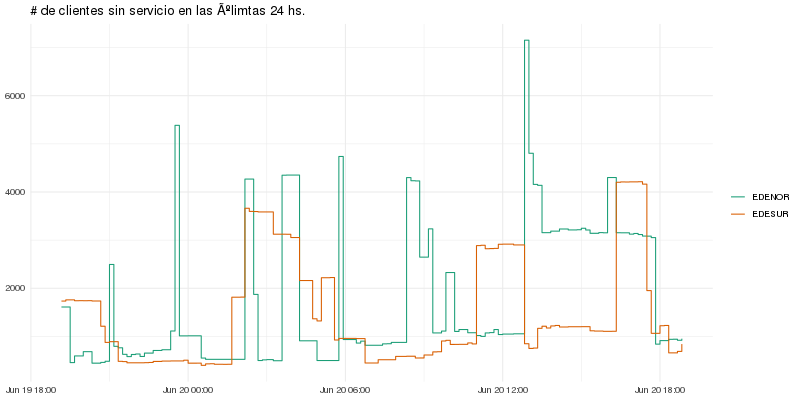 # de clientes sin servicio en las Ãºlimtas 24 hs.
6000
4000
2000
EDENOR
EDESUR
Jun 19 18:00
Jun 20 00:00
Jun 20 06:00
Jun 20 12:00
Jun 20 18:00